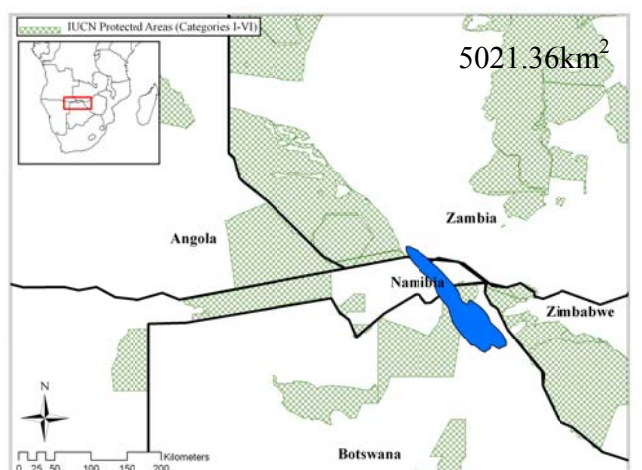 IUCN Protected Areas (Categories I-VI)
5021.36km²
Zambia
Angola
Namibia
Zimbabwe
N
Kilometers
0 25 50 100 150 200
Botswana